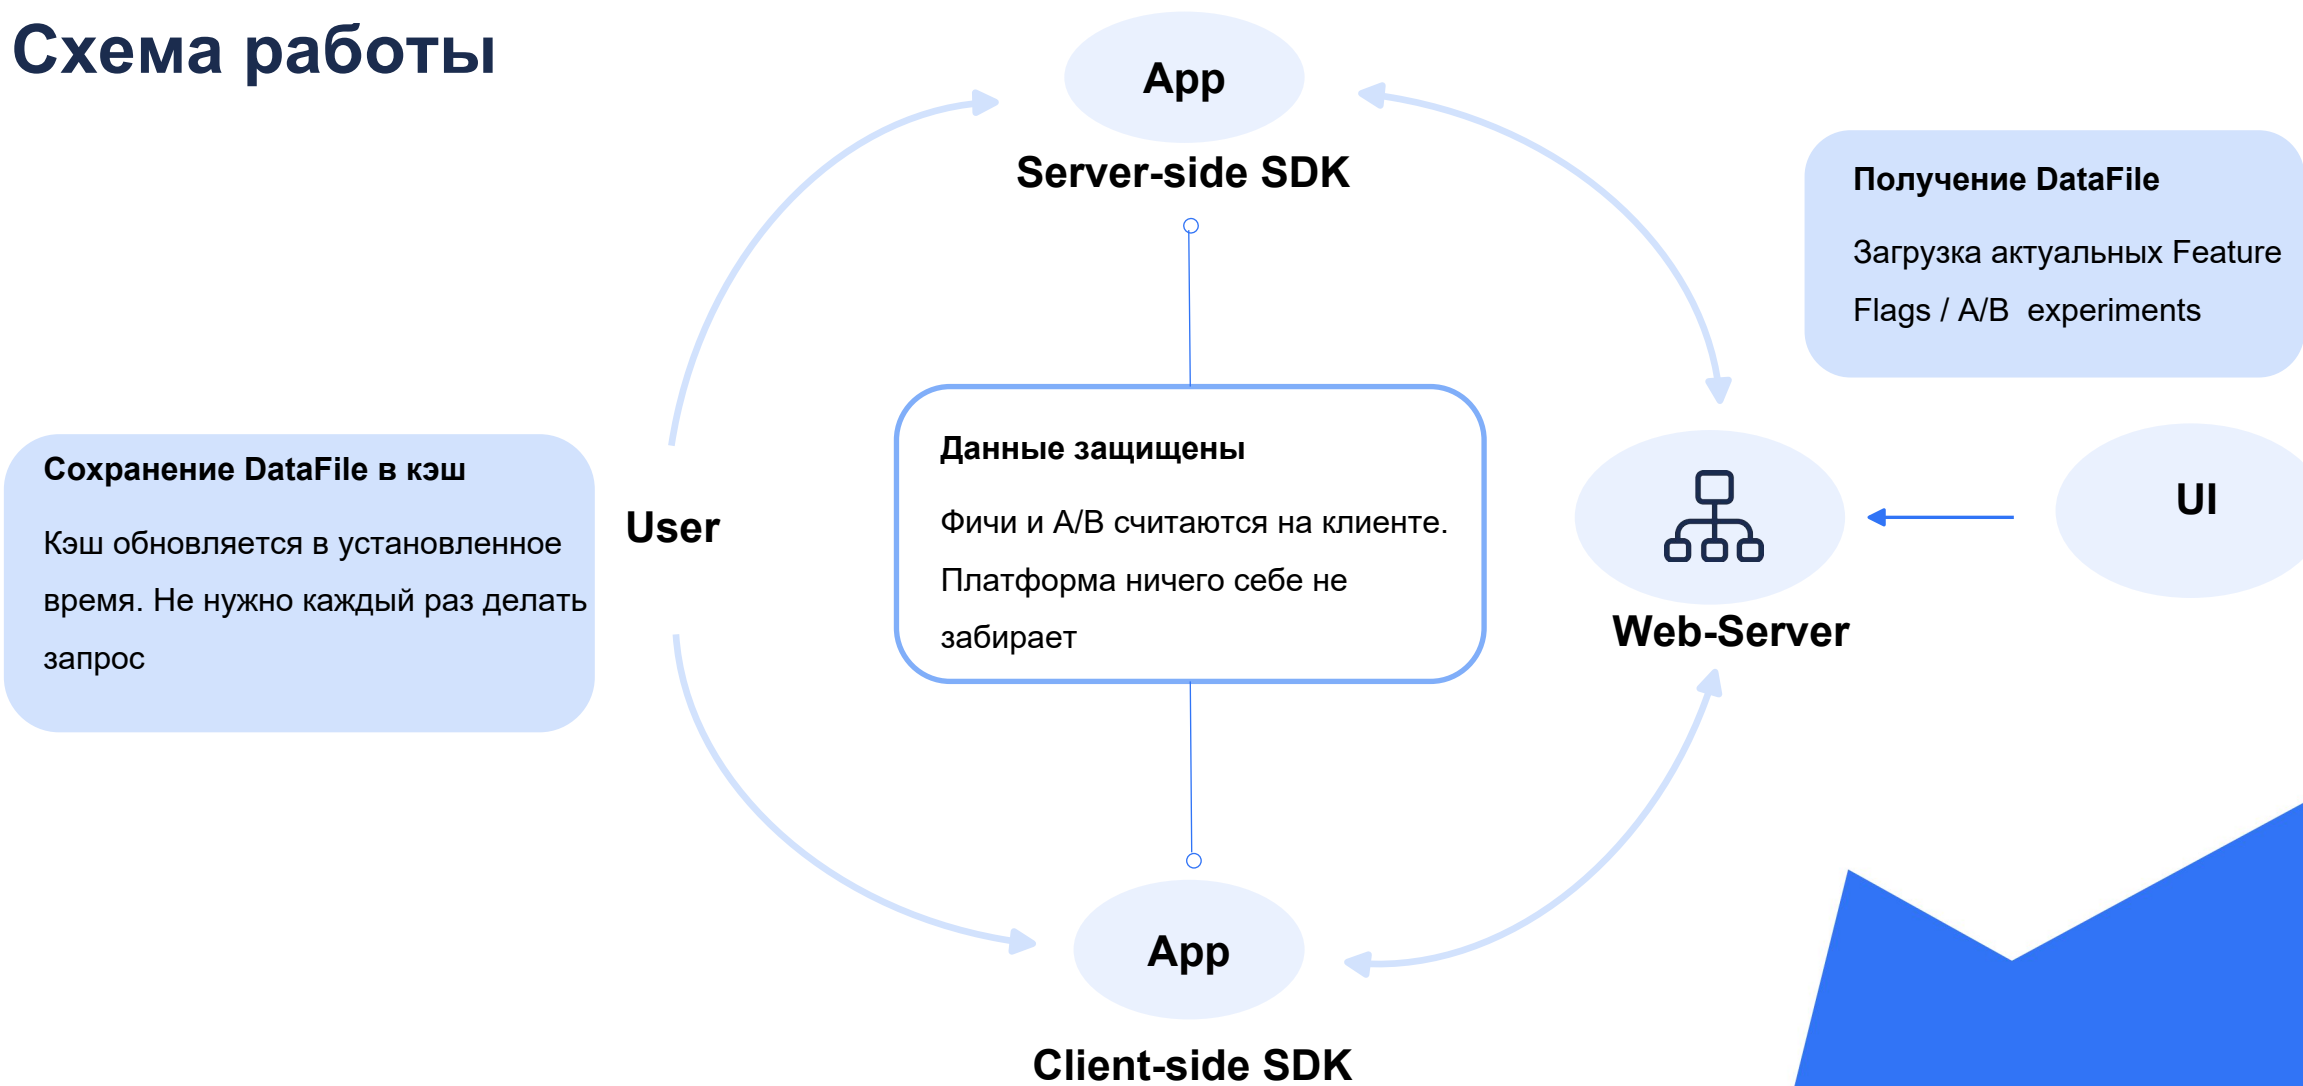 Схема работы
App
Server-side SDK
Получение DataFile
Загрузка актуальных Feature
Flags / A/B  experiments
Сохранение DataFile в кэш
Кэш обновляется в установленное
время. Не нужно каждый раз делать
запрос
User
Данные защищены
Фичи и A/B считаются на клиенте.
Платформа ничего себе не
забирает
Web-Server
UI
App
Client-side SDK